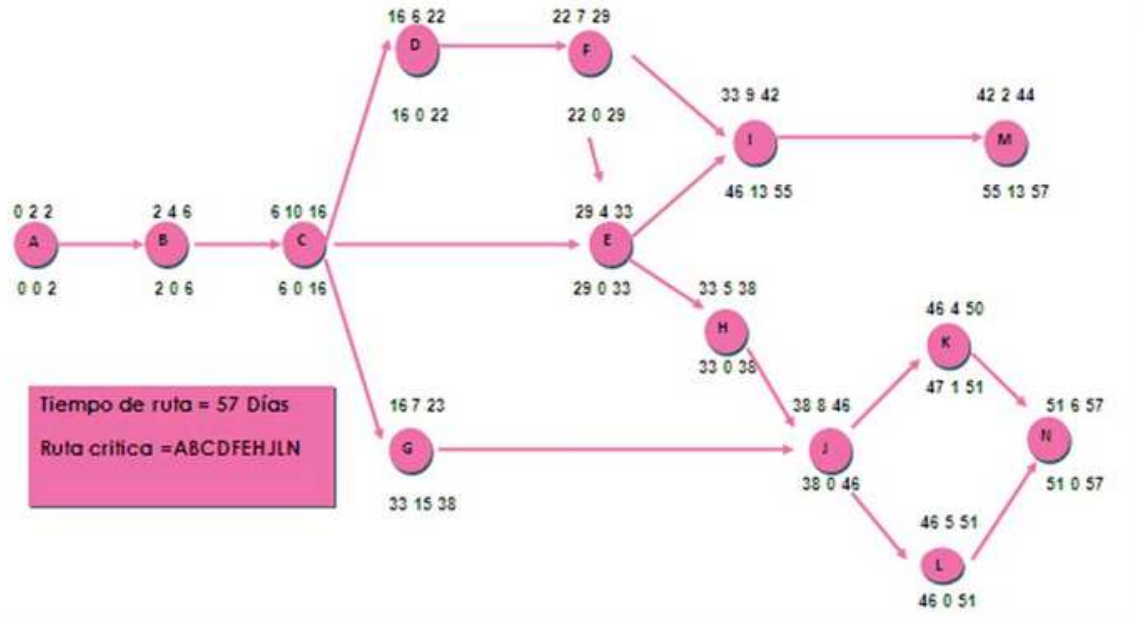 16 6 22
D
16 0 22
22 7 29
F
22 0 29
33 9 42
I
46 13 55
42 2 44
M
55 13 57
0 2 2
A
0 0 2
2 4 6
B
2 0 6
6 10 16
C
6 0 16
29 4 33
E
29 0 33
33 5 38
H
33 0 38
46 4 50
K
47 1 51
Tiempo de ruta = 57 Días
Ruta critica =ABCDFEHJLN
16 7 23
G
33 15 38
38 8 46
J
38 0 46
51 6 57
N
51 0 57
46 5 51
L
46 0 51